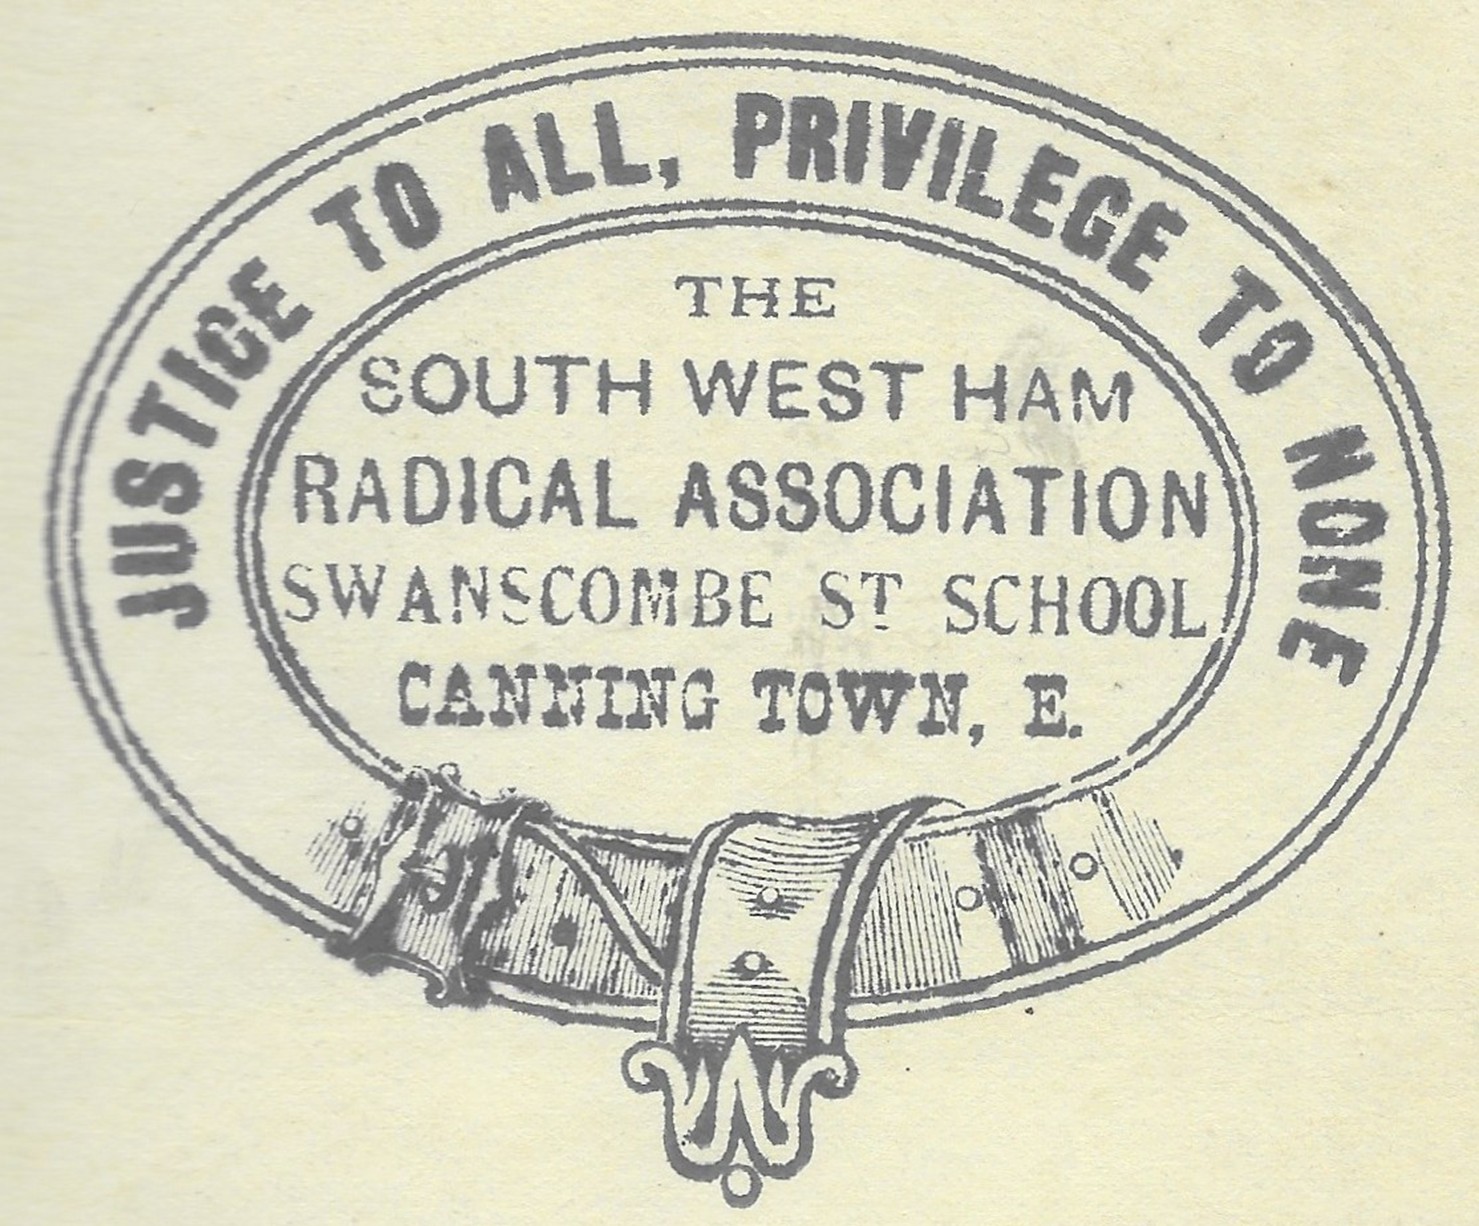 JUSTICE TO ALL, PRIVILEGE TO NONE
THE
SOUTH WEST HAM
RADICAL ASSOCIATION
SWANSCOMBE ST SCHOOL
CANNING TOWN, E.